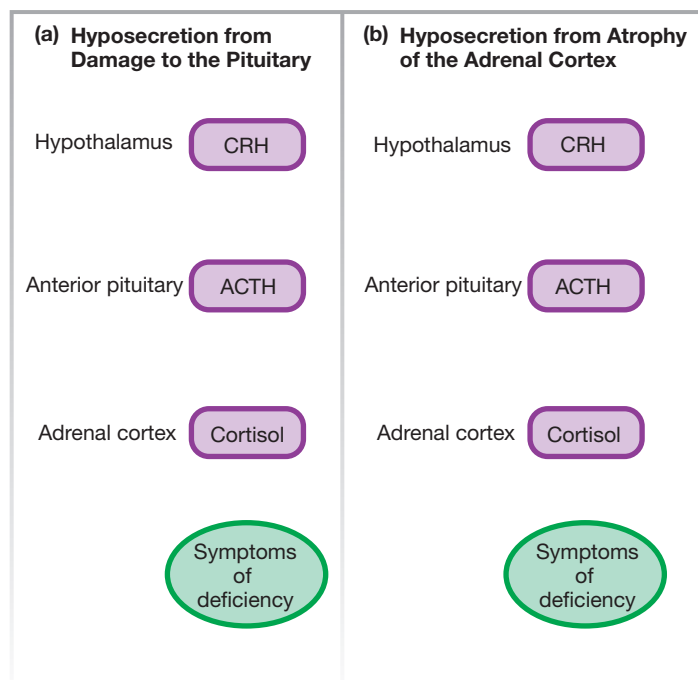 (a) Hyposecretion from
Damage to the Pituitary
Hypothalamus CRH
Anterior pituitary ACTH
Adrenal cortex Cortisol
Symptoms
of
deficiency
(b) Hyposecretion from Atrophy
of the Adrenal Cortex
Hypothalamus CRH
Anterior pituitary ACTH
Adrenal cortex Cortisol
Symptoms
of
deficiency